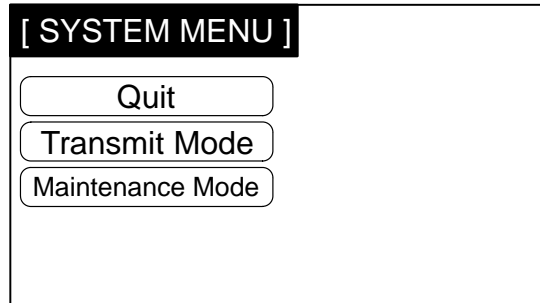 [ SYSTEM MENU ]
Quit
Transmit Mode
Maintenance Mode